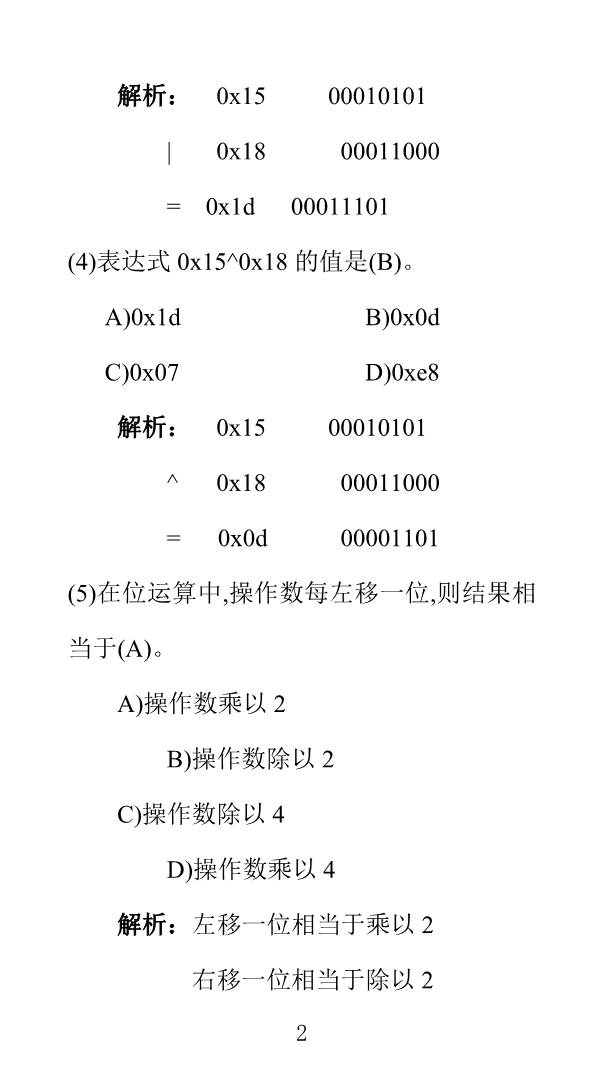 解析： 0x15 00010101
| 0x18 00011000
= 0x1d 00011101
(4)表达式 0x15^0x18 的值是(B)。
A)0x1d B)0x0d
C)0x07 D)0xe8
解析： 0x15 00010101
^ 0x18 00011000
= 0x0d 00001101
(5)在位运算中,操作数每左移一位,则结果相
当于(A)。
A)操作数乘以 2
B)操作数除以 2
C)操作数除以 4
D)操作数乘以 4
解析：左移一位相当于乘以 2
右移一位相当于除以 2
2